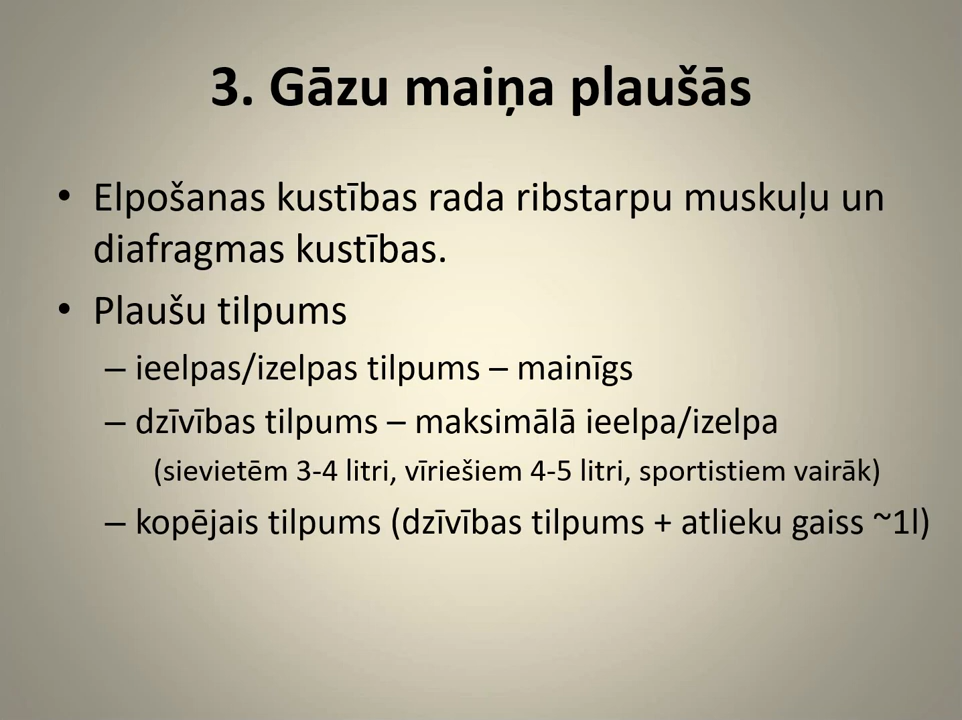 3. Gāzu maiņa plaušās
• Elpošanas kustības rada ribstarpu muskuļu un
diafragmas kustības.
• Plaušu tilpums
– ieelpas/izelpas tilpums – mainīgs
– dzīvības tilpums – maksimālā ieelpa/izelpa
(sievietēm 3-4 litri, vīriešiem 4-5 litri, sportistiem vairāk)
– kopējais tilpums (dzīvības tilpums + atlieku gaiss ~1l)